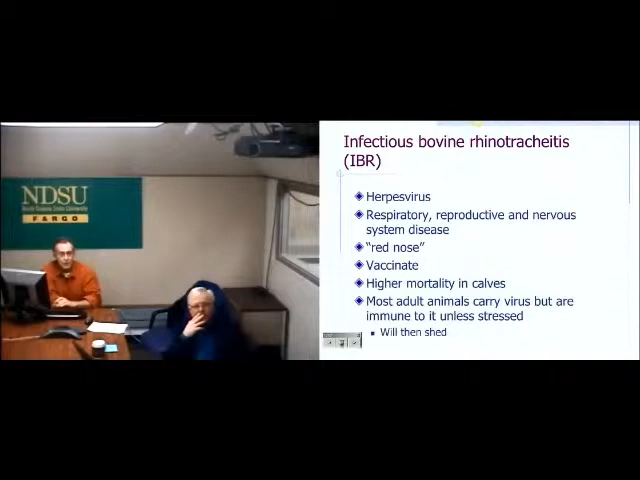 NDSU
North Dakota State University
FARGO
Infectious bovine rhinotracheitis
(IBR)
Herpesvirus
Respiratory, reproductive and nervous
system disease
“red nose”
Vaccinate
Higher mortality in calves
Most adult animals carry virus but are
immune to it unless stressed
Will then shed